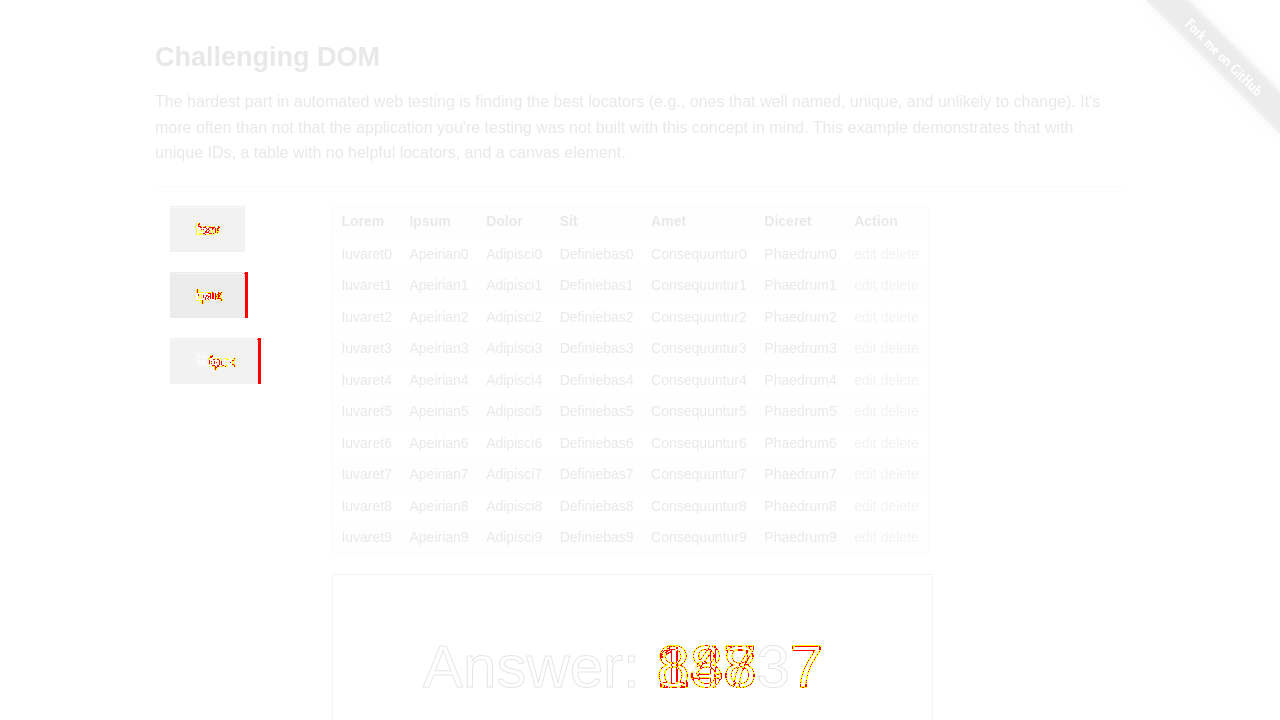 Fork me on GitHub
Challenging DOM
The hardest part in automated web testing is finding the best locators (e.g., ones that well named, unique, and unlikely to change). It's
more often than not that the application you're testing was not built with this concept in mind. This example demonstrates that with
unique IDs, a table with no helpful locators, and a canvas element.
Lorem Ipsum Dolor Sit Amet Diceret Action
Iuvaret0 Apeirian0 Adipisci0 Definiebas0 Consequuntur0 Phaedrum0 edit delete
Iuvaret1 Apeirian1 Adipisci1 Definiebas1 Consequuntur1 Phaedrum1 edit delete
Iuvaret2 Apeirian2 Adipisci2 Definiebas2 Consequuntur2 Phaedrum2 edit delete
Iuvaret3 Apeirian3 Adipisci3 Definiebas3 Consequuntur3 Phaedrum3 edit delete
Iuvaret4 Apeirian4 Adipisci4 Definiebas4 Consequuntur4 Phaedrum4 edit delete
Iuvaret5 Apeirian5 Adipisci5 Definiebas5 Consequuntur5 Phaedrum5 edit delete
Iuvaret6 Apeirian6 Adipisci6 Definiebas6 Consequuntur6 Phaedrum6 edit delete
Iuvaret7 Apeirian7 Adipisci7 Definiebas7 Consequuntur7 Phaedrum7 edit delete
Iuvaret8 Apeirian8 Adipisci8 Definiebas8 Consequuntur8 Phaedrum8 edit delete
Iuvaret9 Apeirian9 Adipisci9 Definiebas9 Consequuntur9 Phaedrum9 edit delete
Answer: